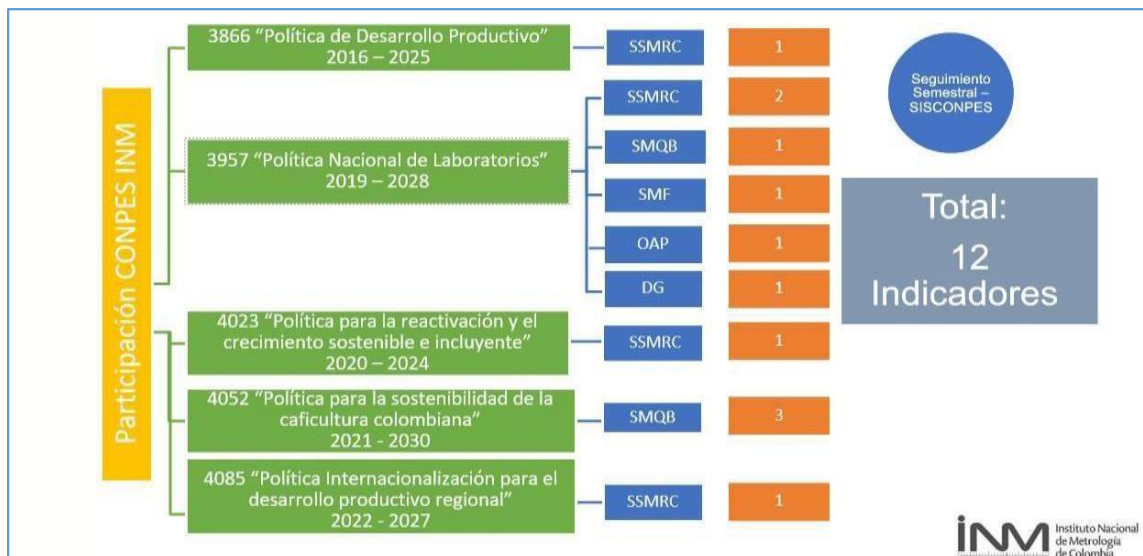 Participación CONPES INM
3866 “Política de Desarrollo Productivo”
2016 – 2025
SSMRC
1
3957 “Política Nacional de Laboratorios”
2019 – 2028
SSMRC
2
SMQB
1
SMF
1
OAP
1
DG
1
4023 “Política para la reactivación y el
crecimiento sostenible e incluyente”
2020 – 2024
SSMRC
1
4052 “Política para la sostenibilidad de la
caficultura colombiana”
2021 - 2030
SMQB
3
4085 “Política Internacionalización para el
desarrollo productivo regional”
2022 - 2027
SSMRC
1
Seguimiento
Semestral –
SISCONPES
Total:
12
Indicadores
iNM
Instituto Nacional
de Metrología
de Colombia